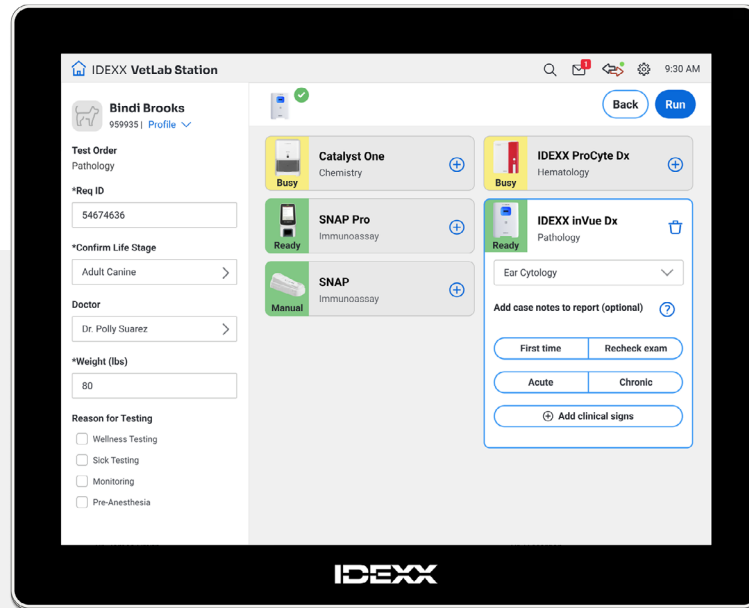 IDEXX VetLab Station
1
9:30 AM
Bindi Brooks
959935 | Profile
Back
Run
Test Order
Pathology
*Req ID
54674636
*Confirm Life Stage
Adult Canine
Doctor
Dr. Polly Suarez
*Weight (lbs)
80
Reason for Testing
Wellness Testing
Sick Testing
Monitoring
Pre-Anesthesia
Catalyst One
Chemistry
Busy
SNAP Pro
Immunoassay
Ready
SNAP
Immunoassay
Manual
IDEXX ProCyte Dx
Hematology
Busy
IDEXX inVue Dx
Pathology
Ready
Ear Cytology
Add case notes to report (optional) ?
First time
Recheck exam
Acute
Chronic
Add clinical signs
IDEXX